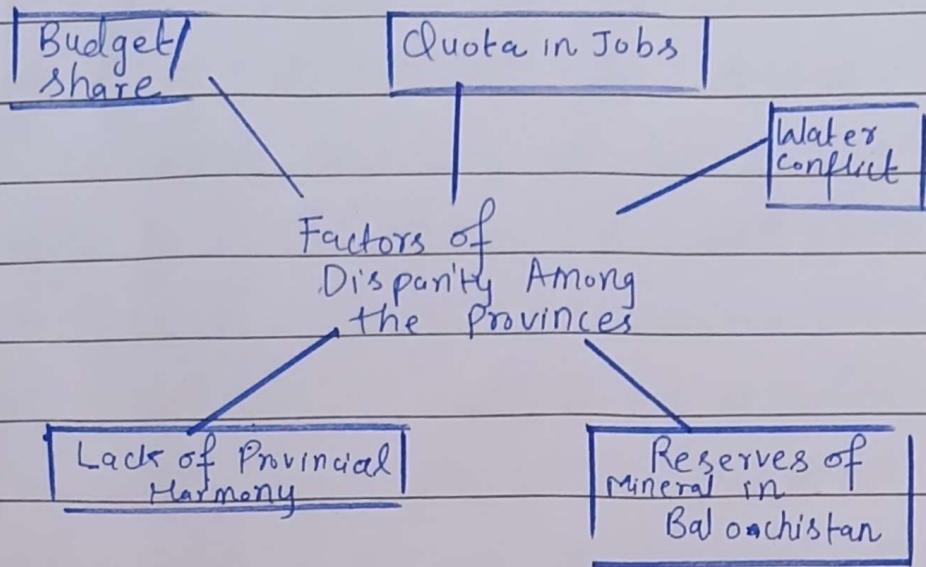 Budget/
share
Quota in Jobs
Water
Conflict
Factors of
Disparity Among
the Provinces
Lack of Provincial
Harmony
Reserves of
Mineral in
Balochistan